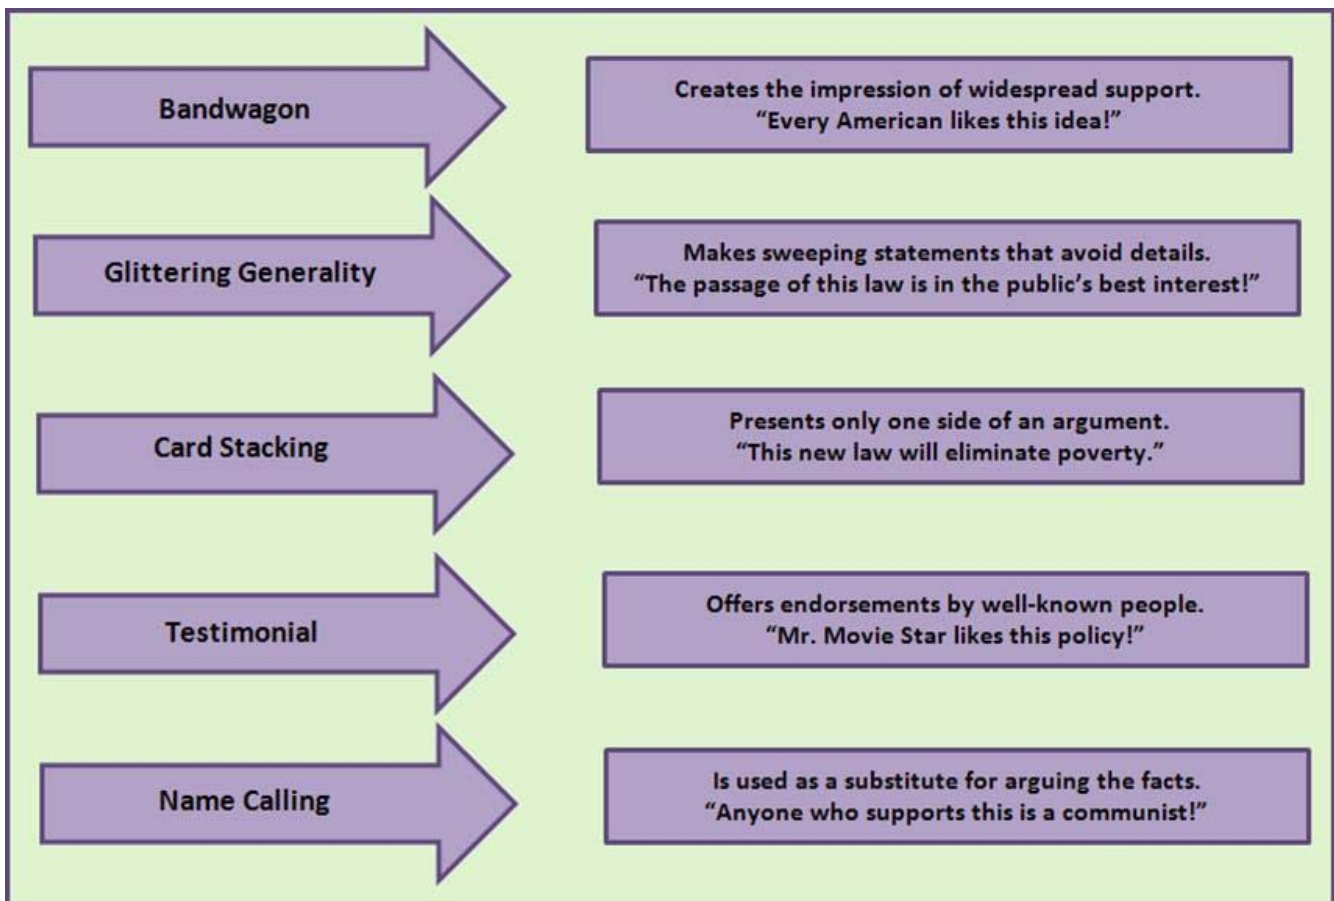 Bandwagon
Creates the impression of widespread support.
“Every American likes this idea!”
Glittering Generality
Makes sweeping statements that avoid details.
“The passage of this law is in the public’s best interest!”
Card Stacking
Presents only one side of an argument.
“This new law will eliminate poverty.”
Testimonial
Offers endorsements by well-known people.
“Mr. Movie Star likes this policy!”
Name Calling
Is used as a substitute for arguing the facts.
“Anyone who supports this is a communist!”